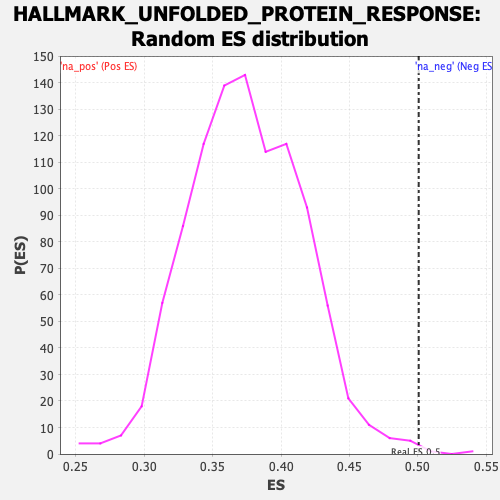 HALLMARK_UNFOLDED_PROTEIN_RESPONSE:
Random ES distribution
'na_pos' (Pos ES)
'na_neg' (Neg ES
P(ES)
150
140
130
120
110
100
90
80
70
60
50
40
30
20
10
0
Real ES 0.5
0.25 0.30 0.35 0.40 0.45 0.50 0.55
ES